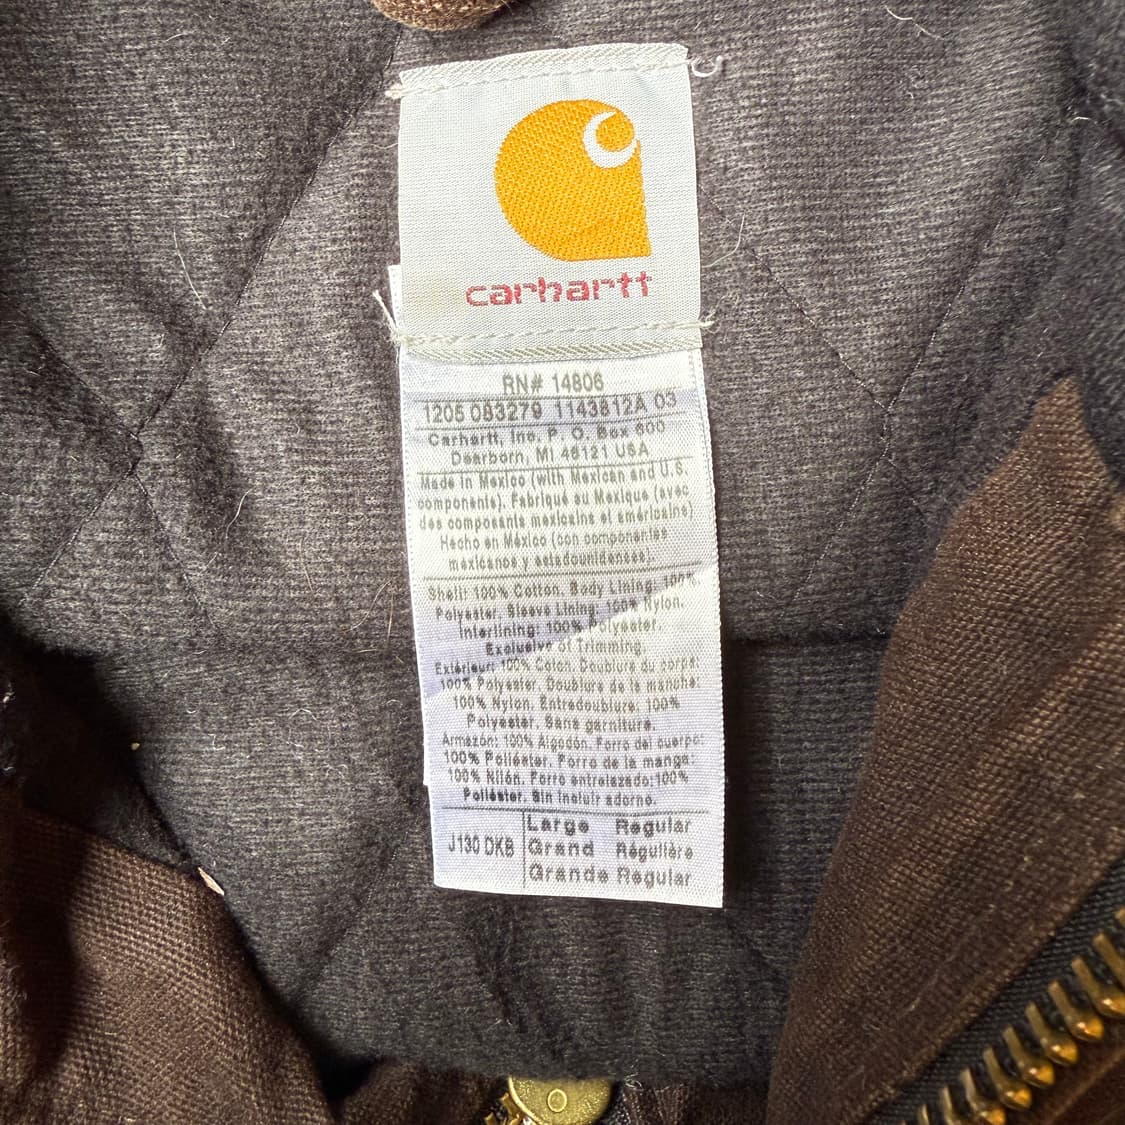 carhartt
RN# 14806
1205 083279 1143812A 03
Carhartt, Inc. P. O. Box 600
Dearborn, MI 48121 USA
Made in Mexico (with Mexican and U.S.
components). Fabriqué au Mexique (avec
des composants mexicains et américains)
Hecho en México (con componentes
mexicanos y estadounidenses).
Shell: 100% Cotton. Body Lining: 100%
Polyester. Sleeve Lining: 100% Nylon.
Interlining: 100% Polyester.
Exclusive of Trimming.
Extérieur: 100% Coton. Doublure du corps:
100% Polyester. Doublure de la manche:
100% Nylon. Entredoublure: 100%
Polyester. Sans garniture.
Armazón: 100% Algodón. Forro del cuerpo:
100% Poliéster. Forro de la manga:
100% Nilón. Forro entrelazado: 100%
Poliéster. Sin incluir adorno.
J130 DKB
Large Regular
Grand Régulière
Grande Regular